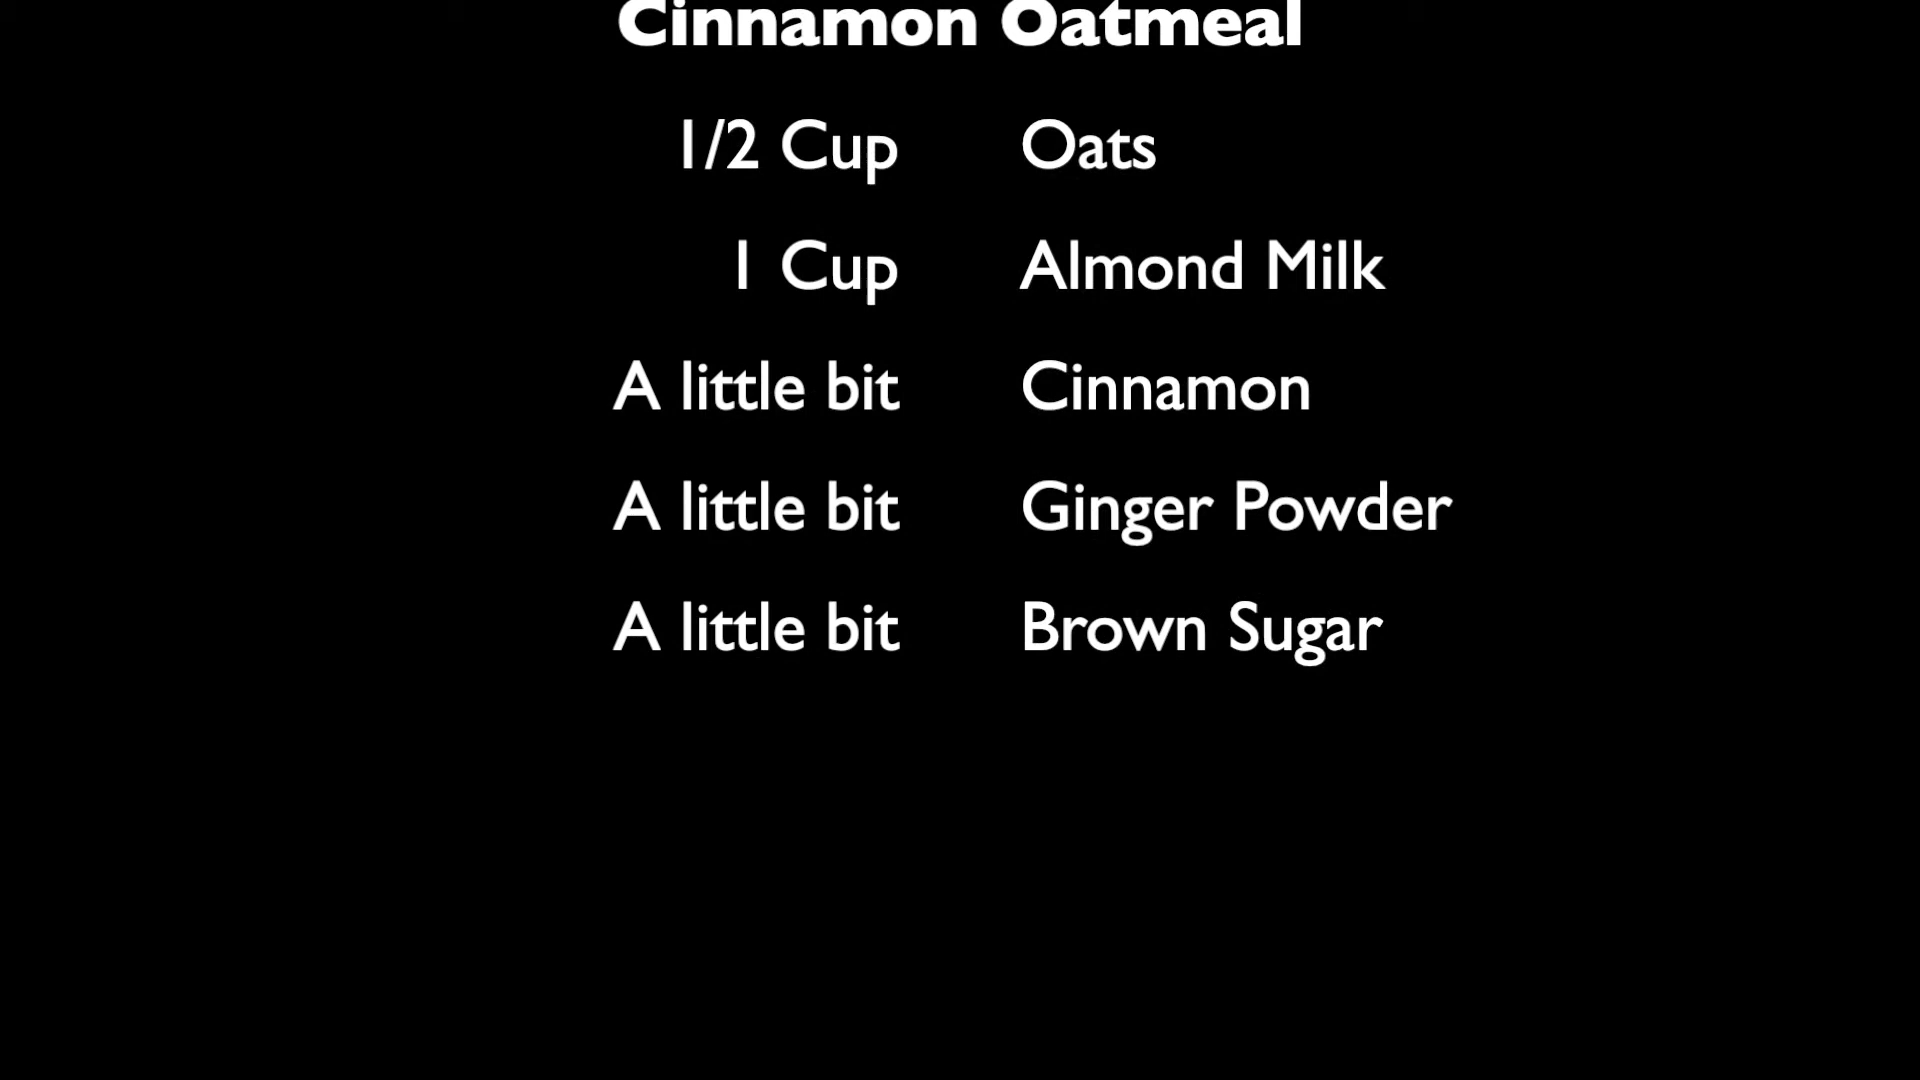 Cinnamon Oatmeal
1/2 Cup Oats
1 Cup Almond Milk
A little bit Cinnamon
A little bit Ginger Powder
A little bit Brown Sugar